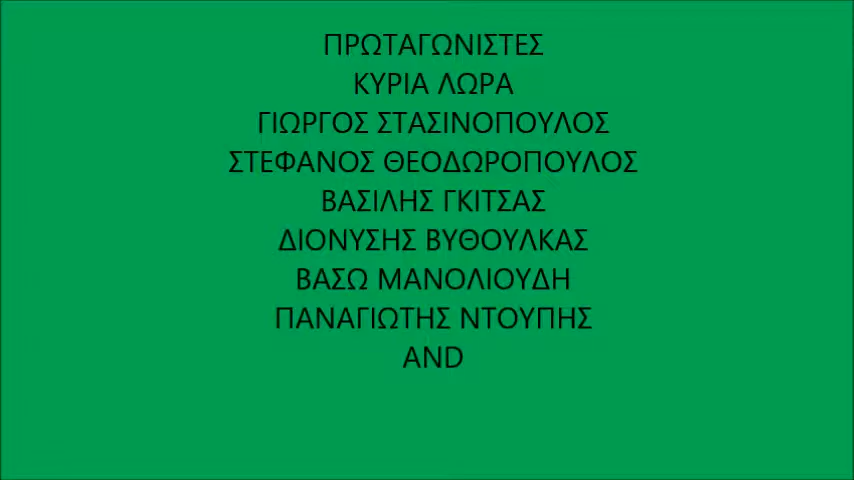 ΠΡΩΤΑΓΩΝΙΣΤΕΣ
ΚΥΡΙΑ ΛΩΡΑ
ΓΙΩΡΓΟΣ ΣΤΑΣΙΝΟΠΟΥΛΟΣ
ΣΤΕΦΑΝΟΣ ΘΕΟΔΩΡΟΠΟΥΛΟΣ
ΒΑΣΙΛΗΣ ΓΚΙΤΣΑΣ
ΔΙΟΝΥΣΗΣ ΒΥΘΟΥΛΚΑΣ
ΒΑΣΩ ΜΑΝΟΛΙΟΥΔΗ
ΠΑΝΑΓΙΩΤΗΣ ΝΤΟΥΠΗΣ
AND